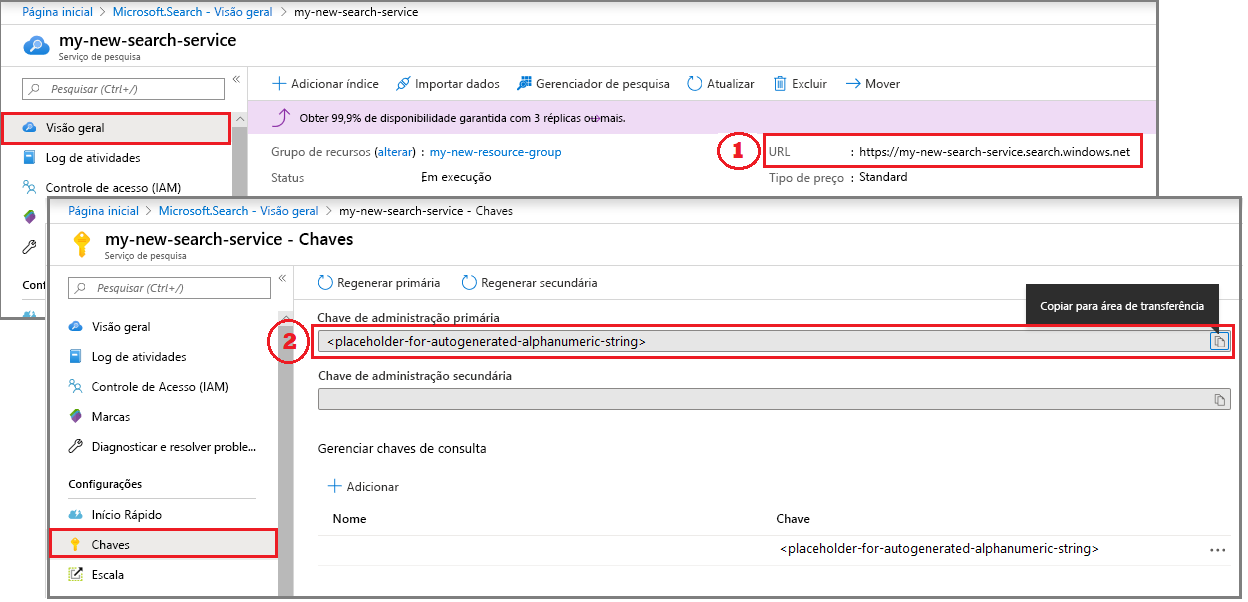 Página inicial > Microsoft.Search - Visão geral > my-new-search-service
my-new-search-service
Serviço de pesquisa
Pesquisar (Ctrl+/)
«
Adicionar índice
Importar dados
Gerenciador de pesquisa
Atualizar
Excluir
Mover
Obter 99,9% de disponibilidade garantida com 3 réplicas ou mais.
Visão geral
Log de atividades
Controle de acesso (IAM)
Grupo de recursos (alterar) : my-new-resource-group
Status Em execução
1
URL : https://my-new-search-service.search.windows.net
Tipo de preço : Standard
Conf
Página inicial > Microsoft.Search - Visão geral > my-new-search-service - Chaves
my-new-search-service - Chaves
Serviço de pesquisa
Pesquisar (Ctrl+/)
«
Visão geral
Log de atividades
Controle de Acesso (IAM)
Marcas
Diagnosticar e resolver proble...
Configurações
Início Rápido
Chaves
Escala
Regenerar primária
Regenerar secundária
Copiar para área de transferência
Chave de administração primária
2
<placeholder-for-autogenerated-alphanumeric-string>
Chave de administração secundária
Gerenciar chaves de consulta
Adicionar
Nome Chave
<placeholder-for-autogenerated-alphanumeric-string> ...